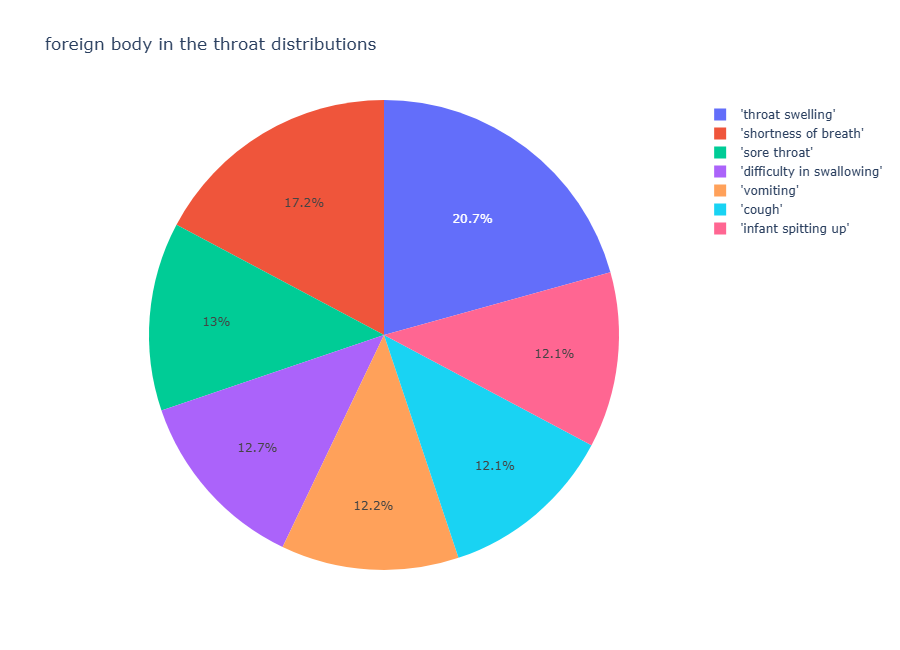 foreign body in the throat distributions
'throat swelling'
'shortness of breath'
'sore throat'
'difficulty in swallowing'
'vomiting'
'cough'
'infant spitting up'
17.2%
20.7%
13%
12.1%
12.7%
12.1%
12.2%